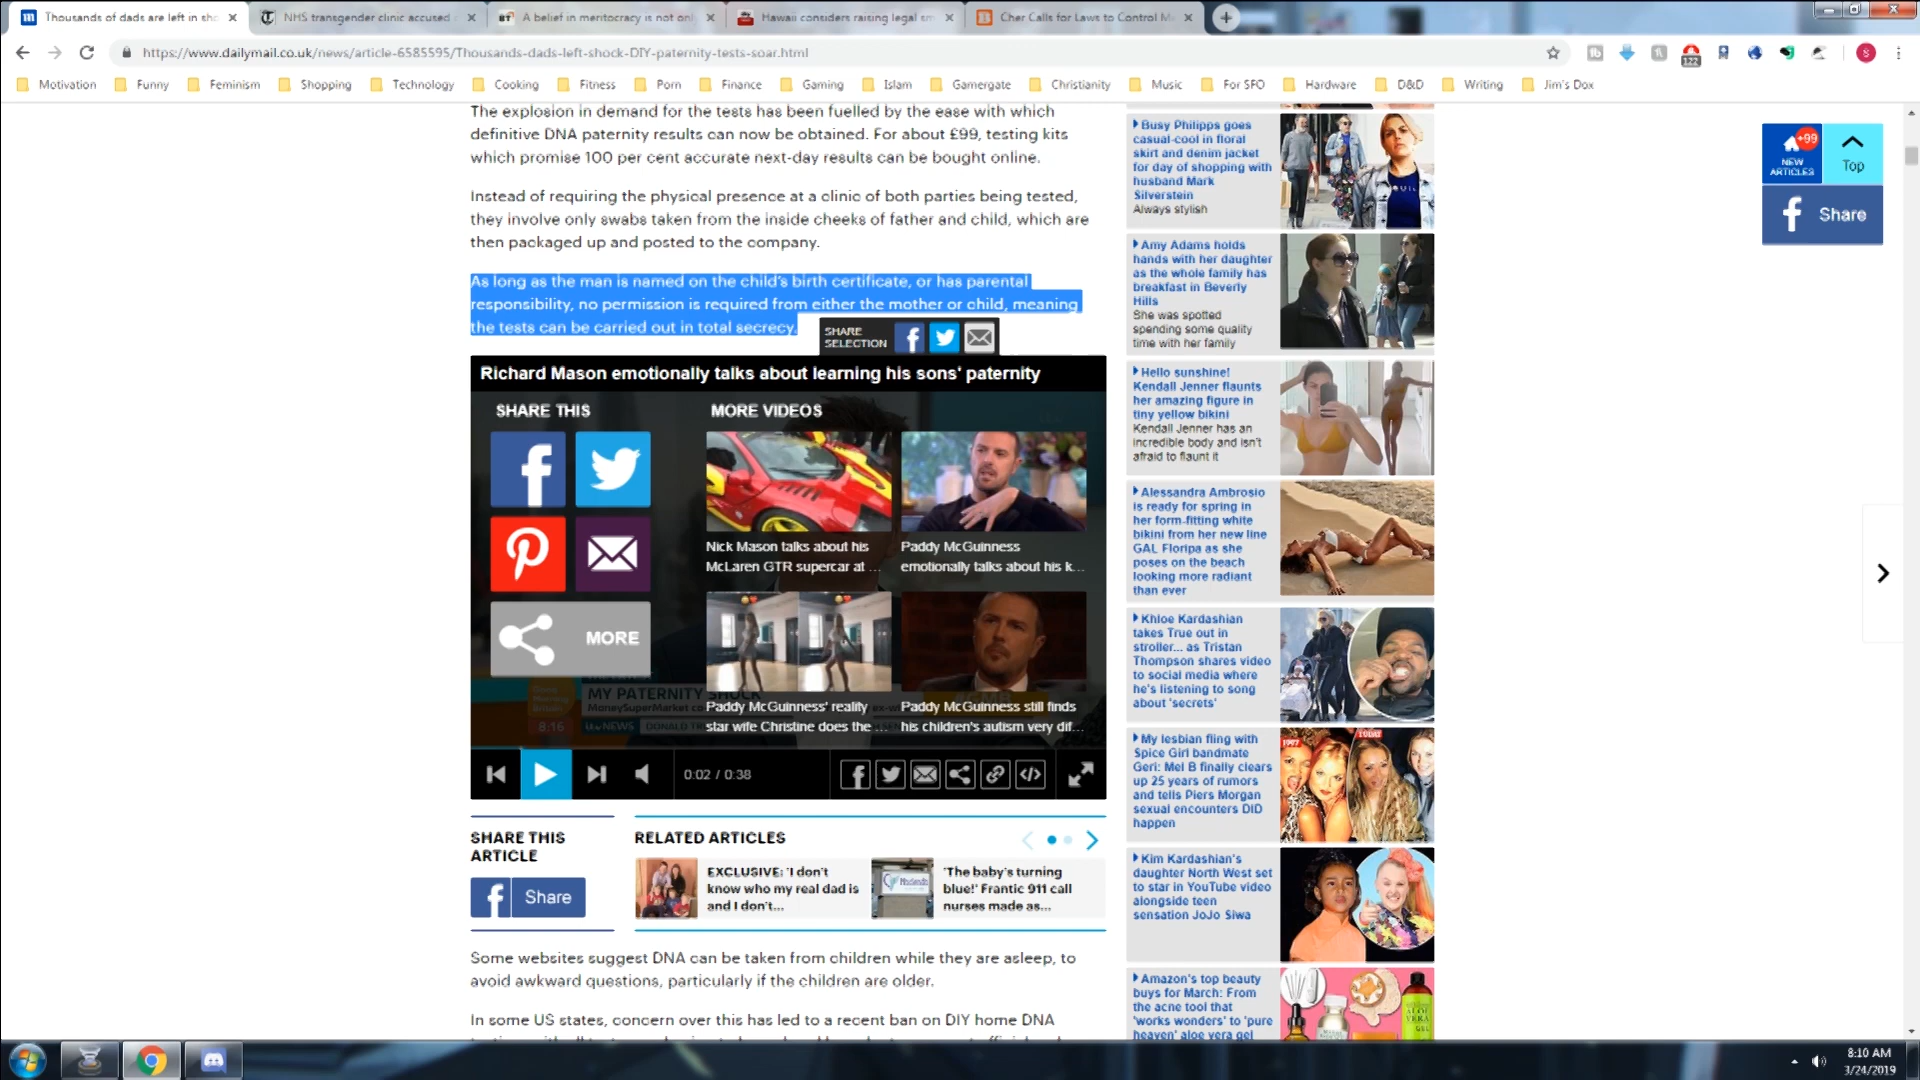 Thousands of dads are left in sho
NHS transgender clinic accused
A belief in meritocracy is not onl
Hawaii considers raising legal sm
Cher Calls for Laws to Control M
https://www.dailymail.co.uk/news/article-6585595/Thousands-dads-left-shock-DIY-paternity-tests-soar.html
122
S
Motivation
Funny
Feminism
Shopping
Technology
Cooking
Fitness
Porn
Finance
Gaming
Islam
Gamergate
Christianity
Music
For SFO
Hardware
D&D
Writing
Jim's Dox
The explosion in demand for the tests has been fuelled by the ease with which
definitive DNA paternity results can now be obtained. For about £99, testing kits
which promise 100 per cent accurate next-day results can be bought online.
Instead of requiring the physical presence at a clinic of both parties being tested,
they involve only swabs taken from the inside cheeks of father and child, which are
then packaged up and posted to the company.
As long as the man is named on the child's birth certificate, or has parental
responsibility, no permission is required from either the mother or child, meaning
the tests can be carried out in total secrecy.
SHARE
SELECTION
Richard Mason emotionally talks about learning his sons' paternity
SHARE THIS
MORE VIDEOS
Nick Mason talks about his
McLaren GTR supercar at ...
Paddy McGuinness
emotionally talks about his k...
MORE
MY PATERNITY SHOCK
MoneySuperMarket co
8:16
NEWS
DONALD TR
Paddy McGuinness' reality
star wife Christine does the ...
Paddy McGuinness still finds
his children's autism very dif...
0:02 / 0:38
SHARE THIS
ARTICLE
Share
RELATED ARTICLES
EXCLUSIVE: 'I don't
know who my real dad is
and I don't...
'The baby's turning
blue!' Frantic 911 call
nurses made as...
Some websites suggest DNA can be taken from children while they are asleep, to
avoid awkward questions, particularly if the children are older.
In some US states, concern over this has led to a recent ban on DIY home DNA
Busy Philipps goes
casual-cool in floral
skirt and denim jacket
for day of shopping with
husband Mark
Silverstein
Always stylish
Amy Adams holds
hands with her daughter
as the whole family has
breakfast in Beverly
Hills
She was spotted
spending some quality
time with her family
Hello sunshine!
Kendall Jenner flaunts
her amazing figure in
tiny yellow bikini
Kendall Jenner has an
incredible body and isn't
afraid to flaunt it
Alessandra Ambrosio
is ready for spring in
her form-fitting white
bikini from her new line
GAL Floripa as she
poses on the beach
looking more radiant
than ever
Khloe Kardashian
takes True out in
stroller... as Tristan
Thompson shares video
to social media where
he's listening to song
about 'secrets'
My lesbian fling with
Spice Girl bandmate
Geri: Mel B finally clears
up 25 years of rumors
and tells Piers Morgan
sexual encounters DID
happen
1997
TODAY
Kim Kardashian's
daughter North West set
to star in YouTube video
alongside teen
sensation JoJo Siwa
Amazon's top beauty
buys for March: From
the acne tool that
'works wonders' to 'pure
heaven' aloe vera gel
+99
NEW
ARTICLES
Top
Share
8:10 AM
3/24/2019